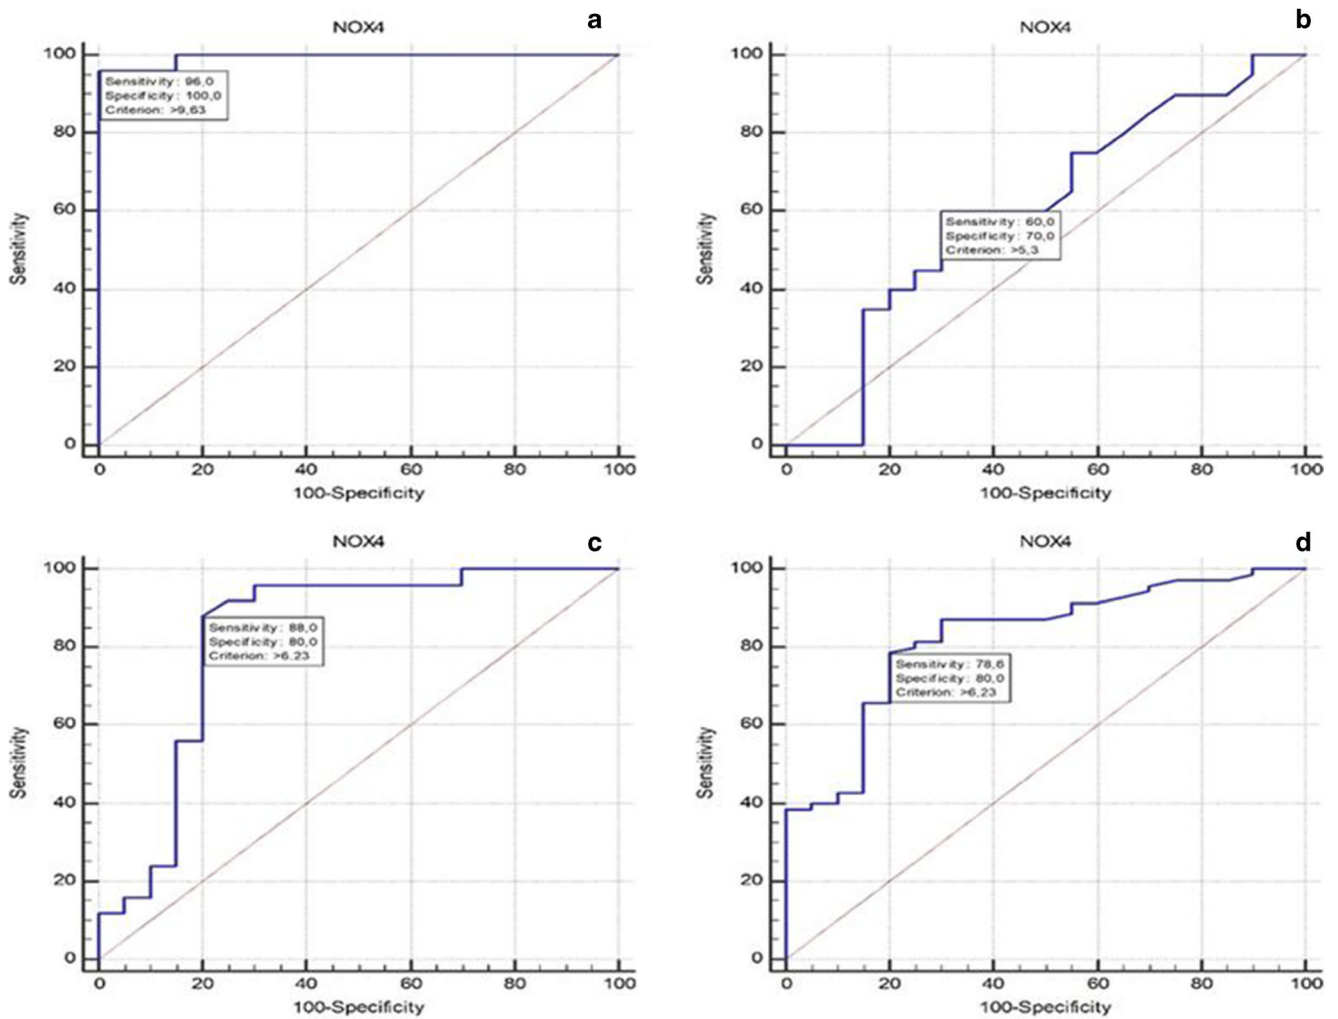 NOX4
a
100
80
60
40
20
0
Sensitivity
Sensitivity: 96,0
Specificity: 100,0
Criterion: >9,63
0 20 40 60 80 100
100-Specificity
NOX4
b
100
80
60
40
20
0
Sensitivity
Sensitivity: 60,0
Specificity: 70,0
Criterion: >5,3
0 20 40 60 80 100
100-Specificity
NOX4
c
100
80
60
40
20
0
Sensitivity
Sensitivity: 88,0
Specificity: 80,0
Criterion: >6,23
0 20 40 60 80 100
100-Specificity
NOX4
d
100
80
60
40
20
0
Sensitivity
Sensitivity: 78,6
Specificity: 80,0
Criterion: >6,23
0 20 40 60 80 100
100-Specificity